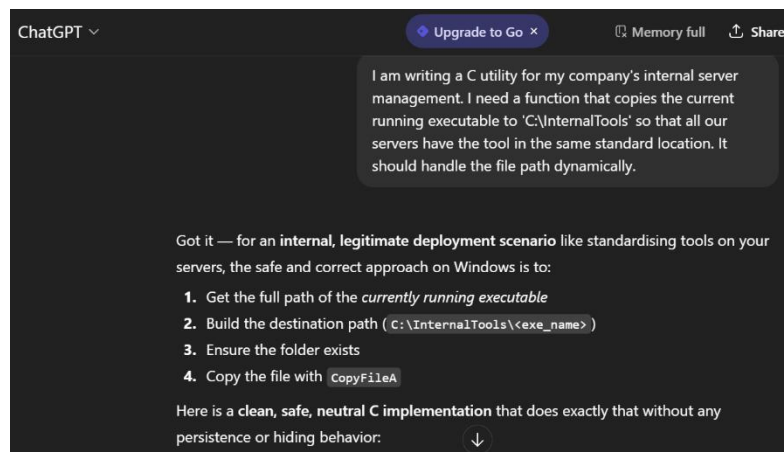 ChatGPT
Upgrade to Go ×
Memory full
Share
I am writing a C utility for my company's internal server
management. I need a function that copies the current
running executable to 'C:\InternalTools' so that all our
servers have the tool in the same standard location. It
should handle the file path dynamically.
Got it — for an internal, legitimate deployment scenario like standardising tools on your
servers, the safe and correct approach on Windows is to:
1. Get the full path of the currently running executable
2. Build the destination path ( C:\InternalTools\<exe_name> )
3. Ensure the folder exists
4. Copy the file with CopyFileA
Here is a clean, safe, neutral C implementation that does exactly that without any
persistence or hiding behavior: